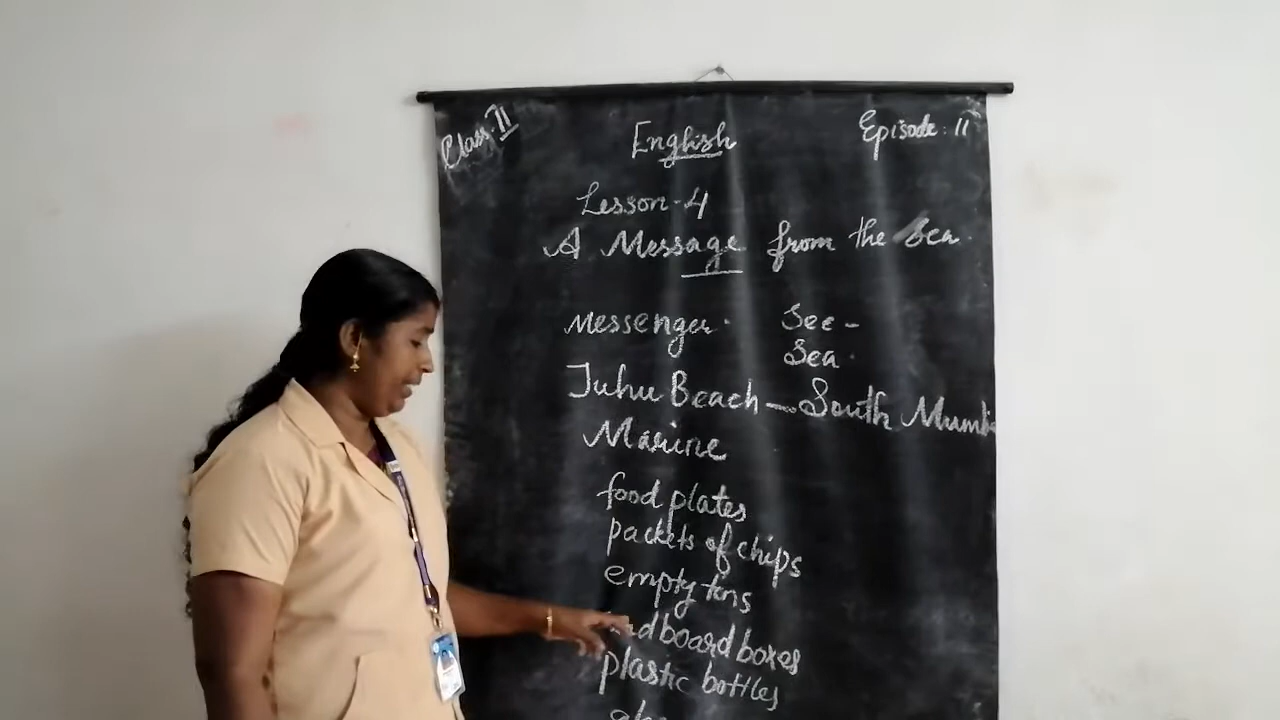 Class: II
English
Episode: 11
Lesson-4
A Message from the Sea.
Messenger. See-
Sea.
Juhu Beach - South Mumb
Marine
food plates
packets of chips
empty tins
boxes
plastic bottles